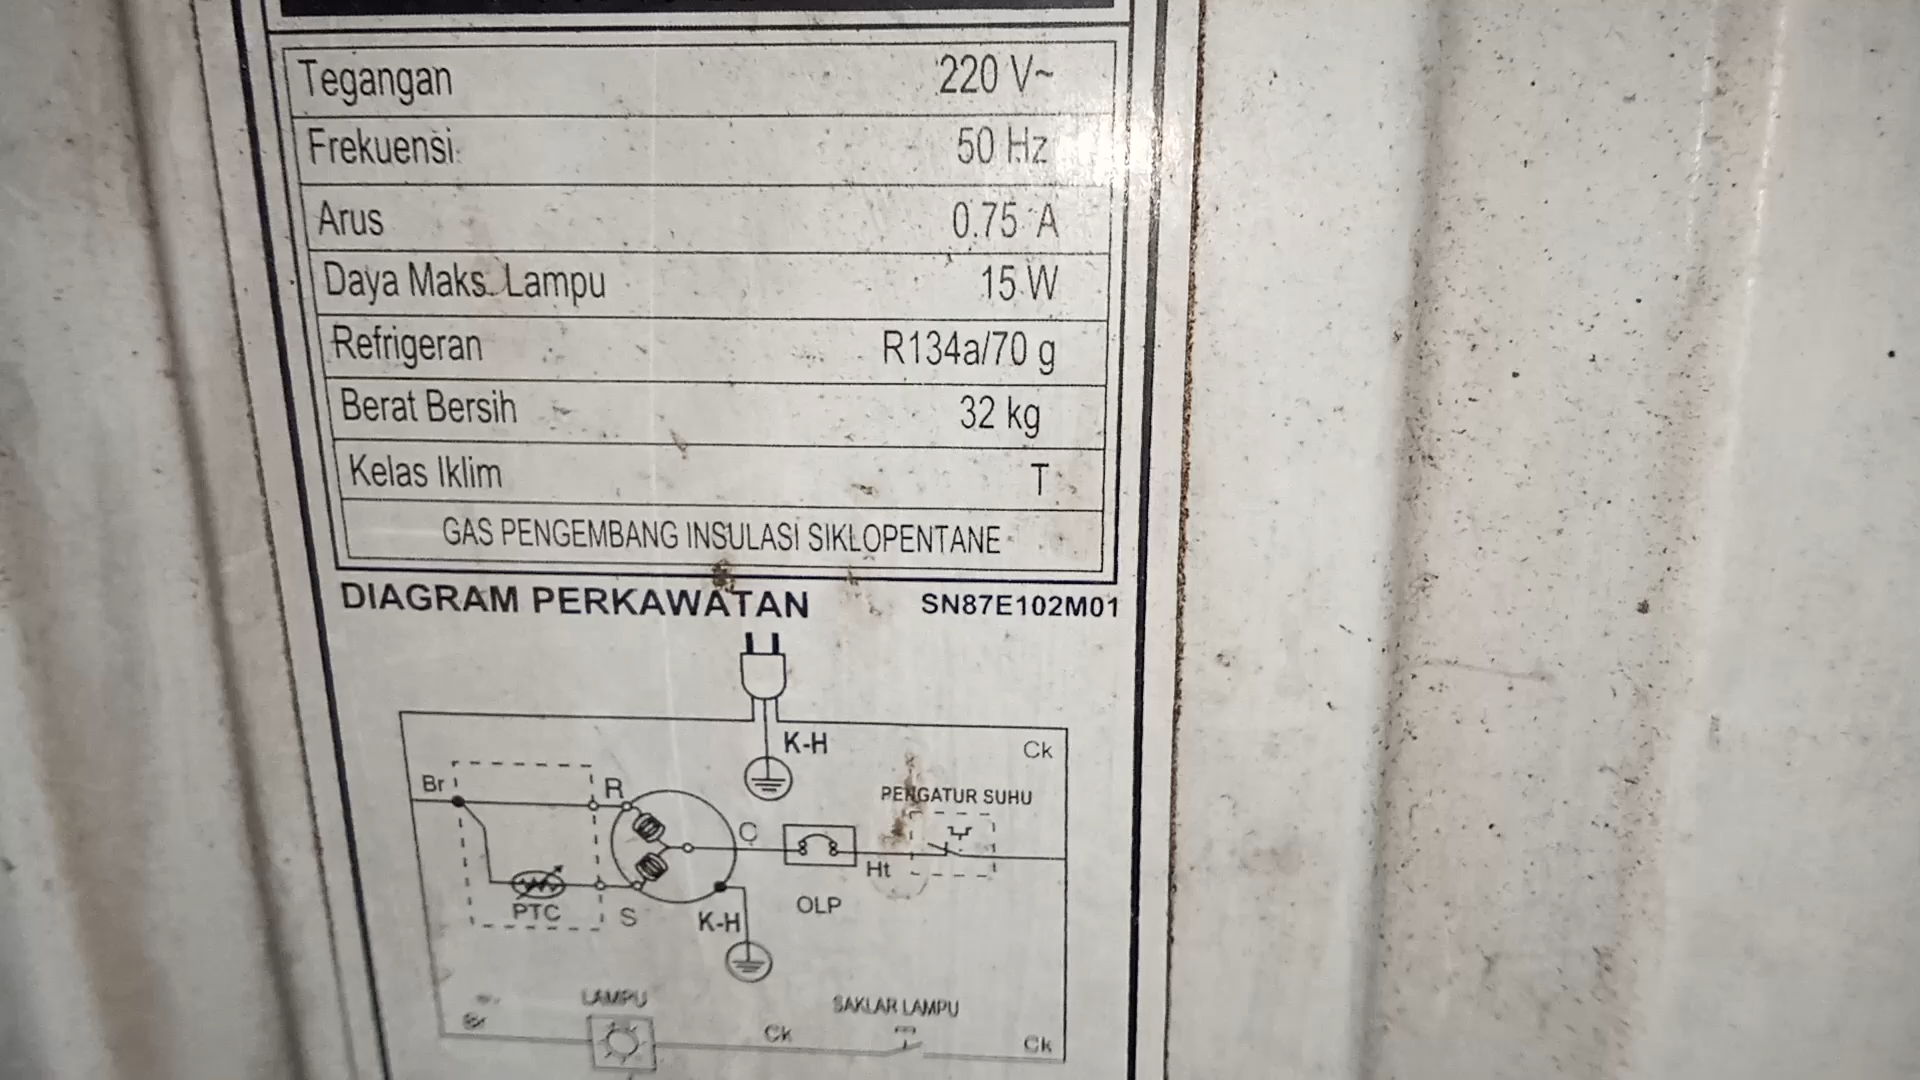 Tegangan 220 V~
Frekuensi 50 Hz
Arus 0.75 A
Daya Maks. Lampu 15 W
Refrigeran R134a/70 g
Berat Bersih 32 kg
Kelas Iklim T
GAS PENGEMBANG INSULASI SIKLOPENTANE
DIAGRAM PERKAWATAN SN87E102M01
K-H Ck
Br R PENGATUR SUHU
C
Ht
PTC S K-H OLP
LAMPU SAKLAR LAMPU
Br Ck Ck